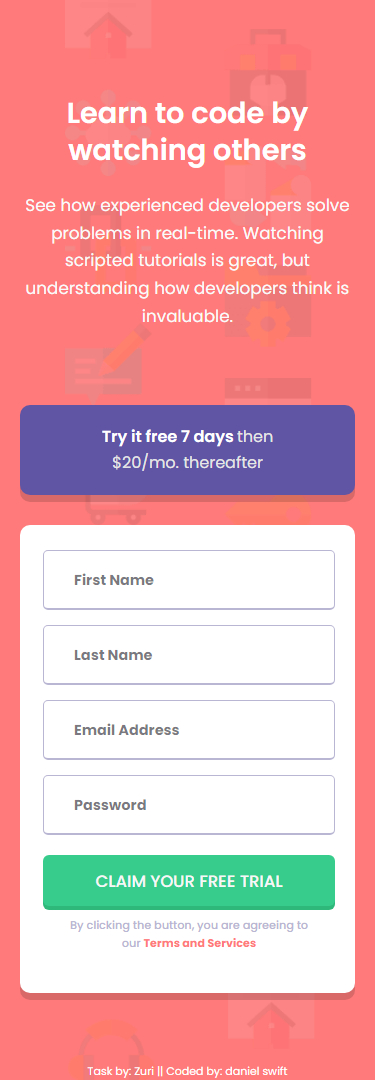 Learn to code by
watching others
See how experienced developers solve
problems in real-time. Watching
scripted tutorials is great, but
understanding how developers think is
invaluable.
Try it free 7 days then
$20/mo. thereafter
First Name
Last Name
Email Address
Password
CLAIM YOUR FREE TRIAL
By clicking the button, you are agreeing to
our Terms and Services
Task by: Zuri || Coded by: daniel swift